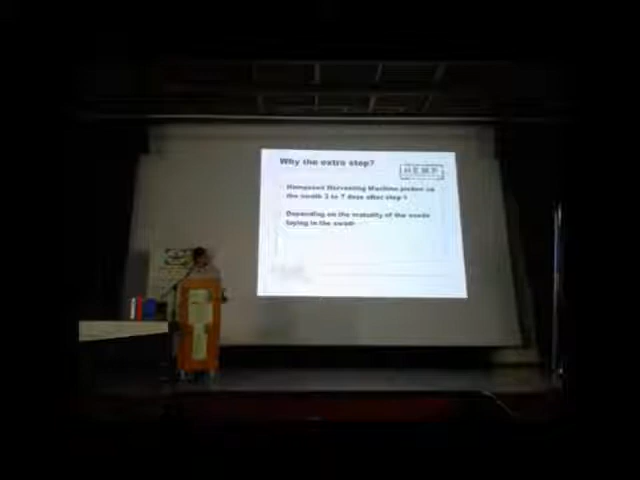 Why the extra step?
HEMP
Hempseed Harvesting Machine picks up
the swath 3 to 7 days after step 1
Depending on the maturity of the seeds
laying in the swath